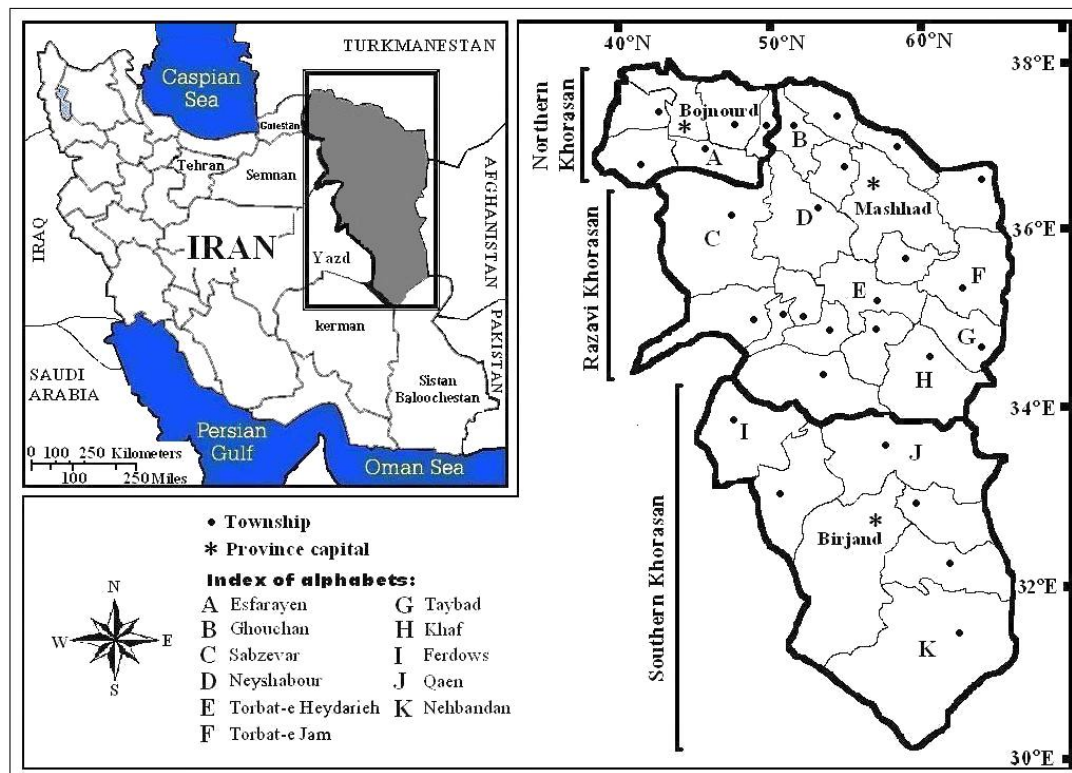 TURKMANESTAN
Caspian
Sea
Golestan
Tehran
Semnan
AFGHANISTAN
IRAQ
IRAN
Yazd
kerman
PAKISTAN
SAUDI
ARABIA
Sistan
Baloochestan
Persian
Gulf
Oman Sea
0 100 250 Kilometers
100 250 Miles
40°N 50°N 60°N
38°E
36°E
34°E
32°E
30°E
Northern
Khorasan
Razavi Khorasan
Southern Khorasan
Bojnourd
*
A
B
*
Mashhad
C
D
E
F
G
H
I
J
*
Birjand
K
• Township
* Province capital
Index of alphabets:
A Esfarayen
B Ghouchan
C Sabzevar
D Neyshabour
E Torbat-e Heydarieh
F Torbat-e Jam
G Taybad
H Khaf
I Ferdows
J Qaen
K Nehbandan
N
W E
S